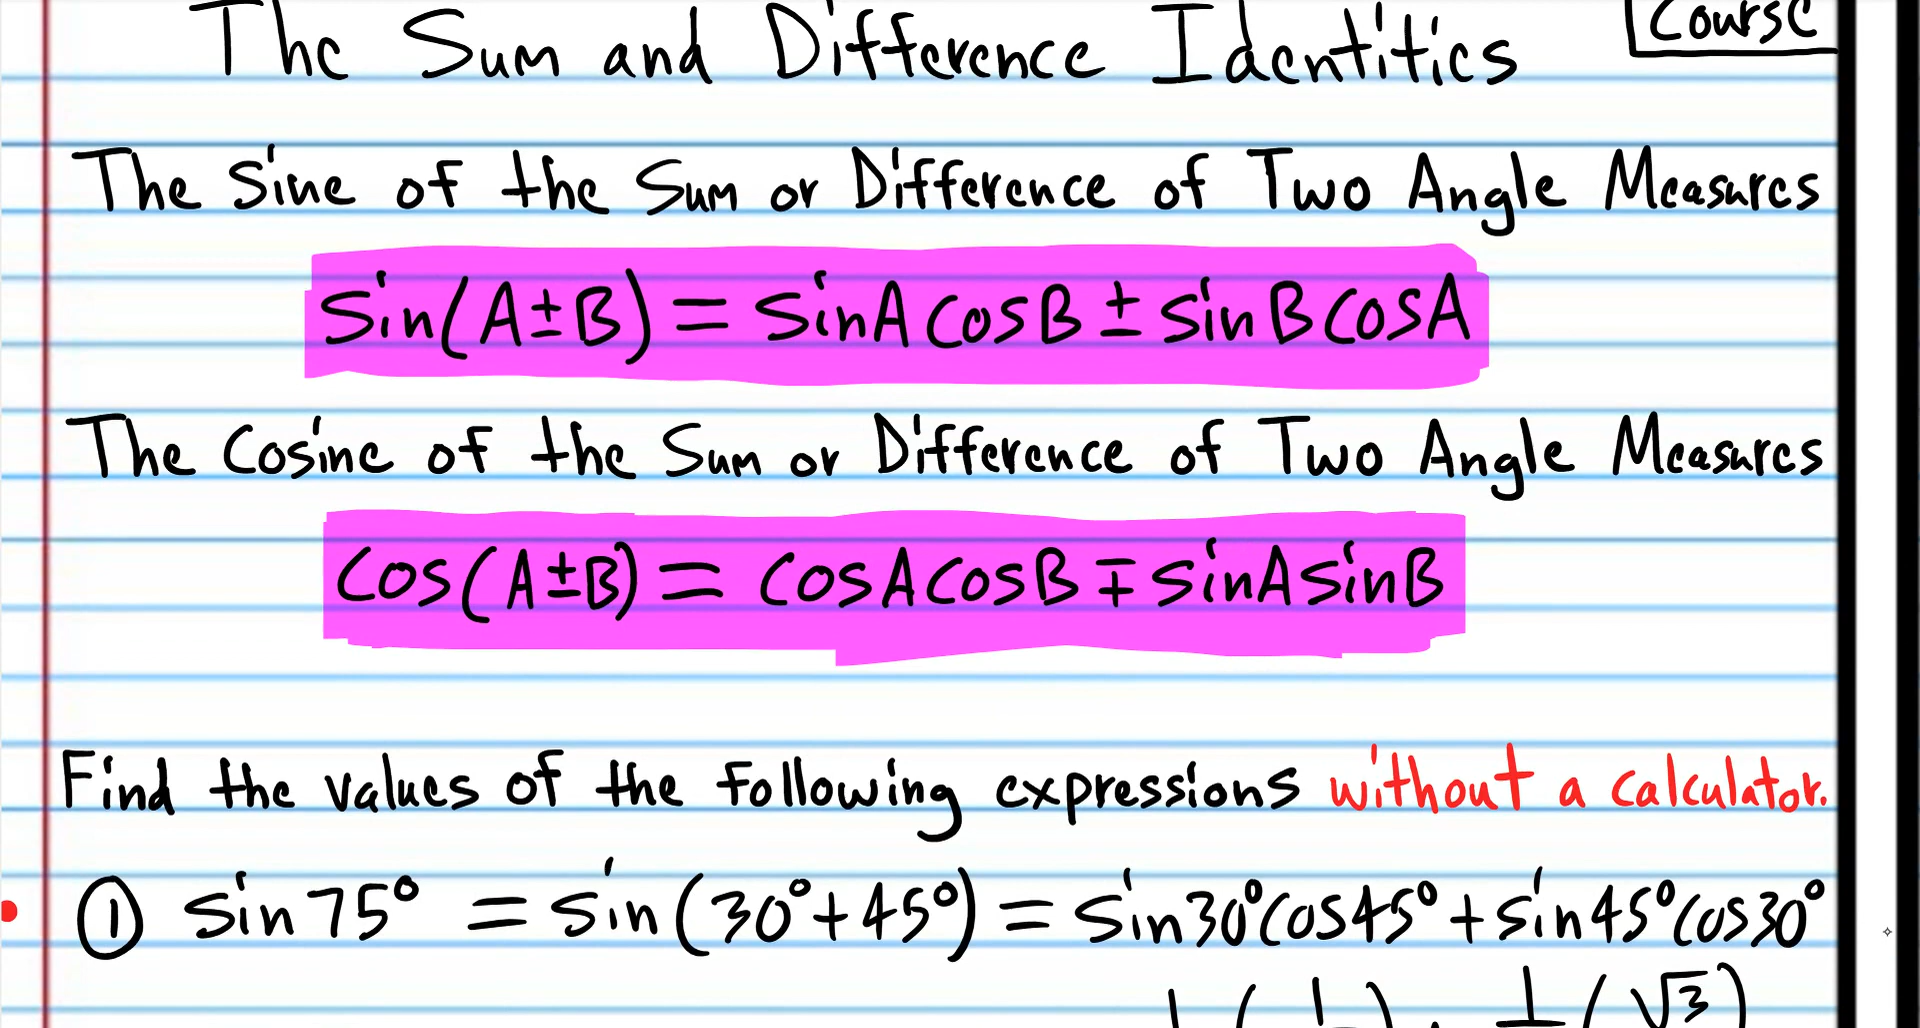 The Sum and Difference Identities
Course
The Sine of the Sum or Difference of Two Angle Measures
Sin(A±B) = SinA CosB ± Sin B CosA
The Cosine of the Sum or Difference of Two Angle Measures
Cos(A±B) = CosA CosB ∓ SinA SinB
Find the values of the following expressions without a calculator.
① Sin 75° = Sin(30°+45°) = Sin30°Cos45° + Sin45°Cos30°
(√3)